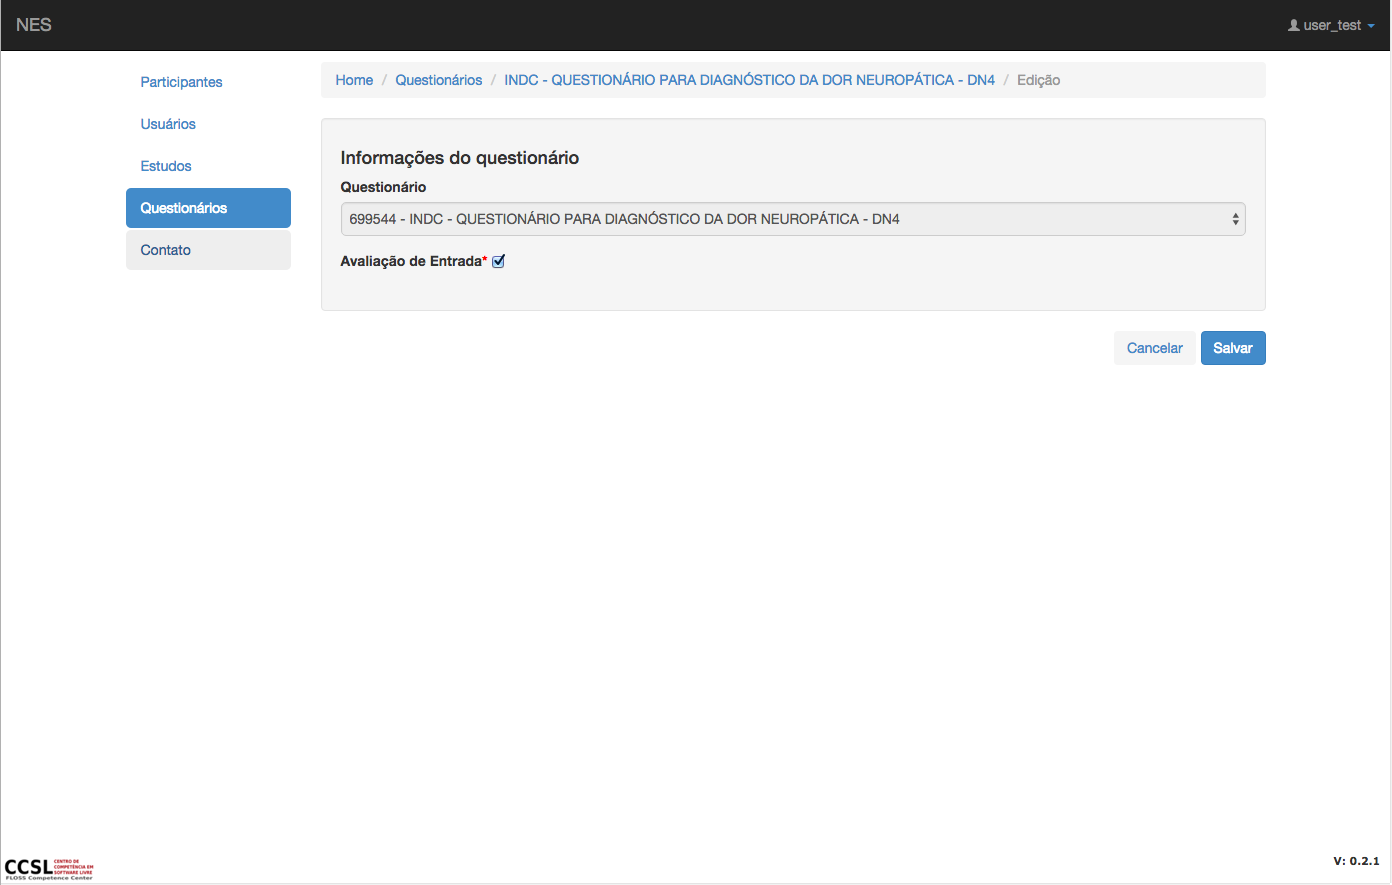 NES
user_test
Participantes
Usuários
Estudos
Questionários
Contato
Home / Questionários / INDC - QUESTIONÁRIO PARA DIAGNÓSTICO DA DOR NEUROPÁTICA - DN4 / Edição
Informações do questionário
Questionário
699544 - INDC - QUESTIONÁRIO PARA DIAGNÓSTICO DA DOR NEUROPÁTICA - DN4
Avaliação de Entrada*
Cancelar
Salvar
CCSL
CENTRO DE
COMPETÊNCIA EM
SOFTWARE LIVRE
FLOSS Competence Center
V: 0.2.1